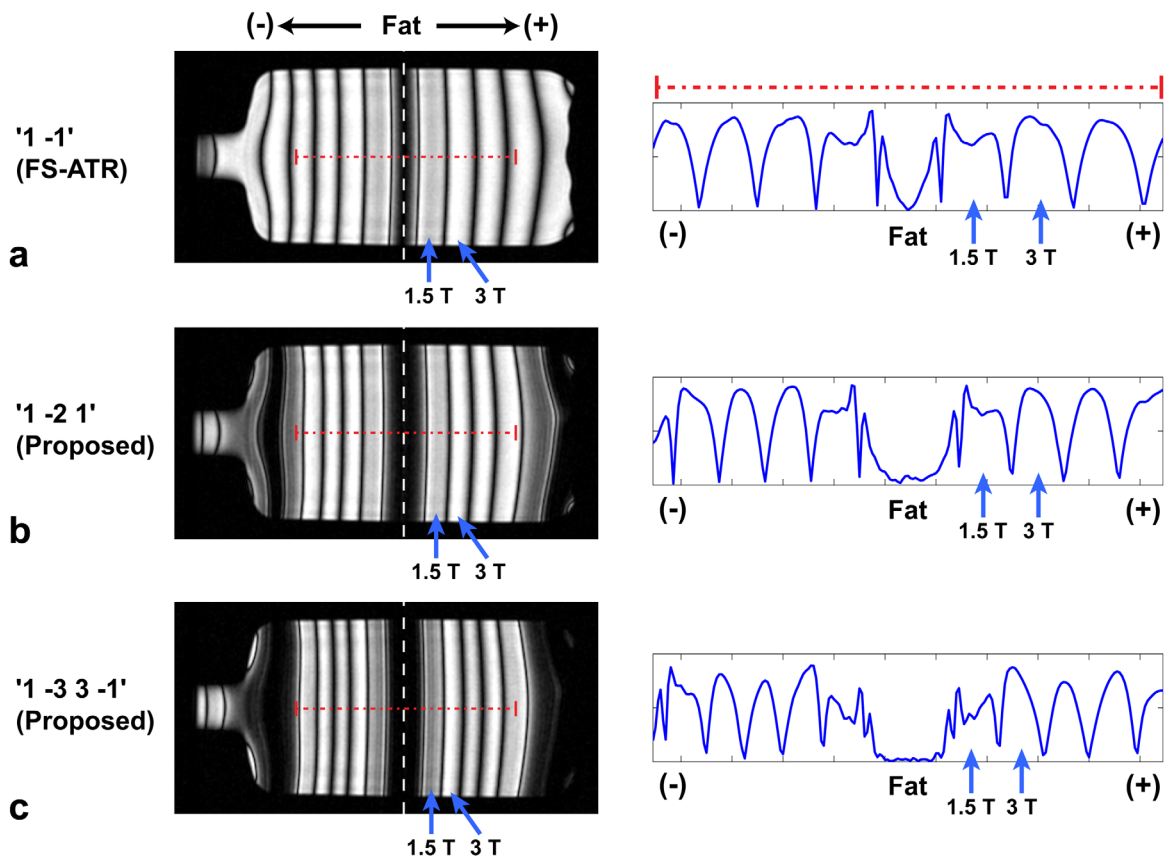 (-) Fat (+)
'1 -1'
(FS-ATR)
a
1.5 T 3 T
(-) Fat (+)
1.5 T 3 T
'1 -2 1'
(Proposed)
b
1.5 T 3 T
(-) Fat (+)
1.5 T 3 T
'1 -3 3 -1'
(Proposed)
c
1.5 T 3 T
(-) Fat (+)
1.5 T 3 T